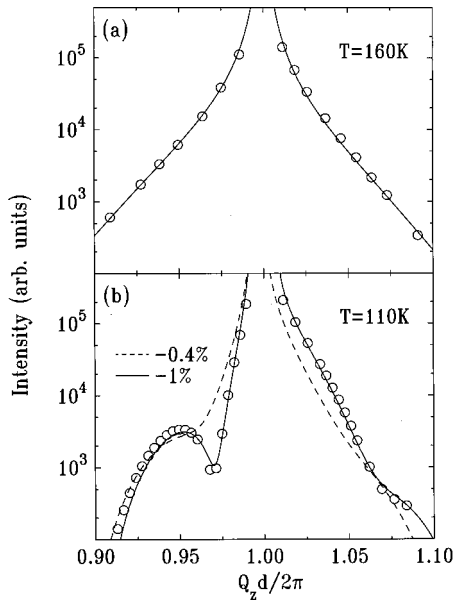 (a)
T=160K
10^5
10^4
10^3
Intensity (arb. units)
(b)
T=110K
10^5
-0.4%
-1%
10^4
10^3
0.90 0.95 1.00 1.05 1.10
Q_z d/2π